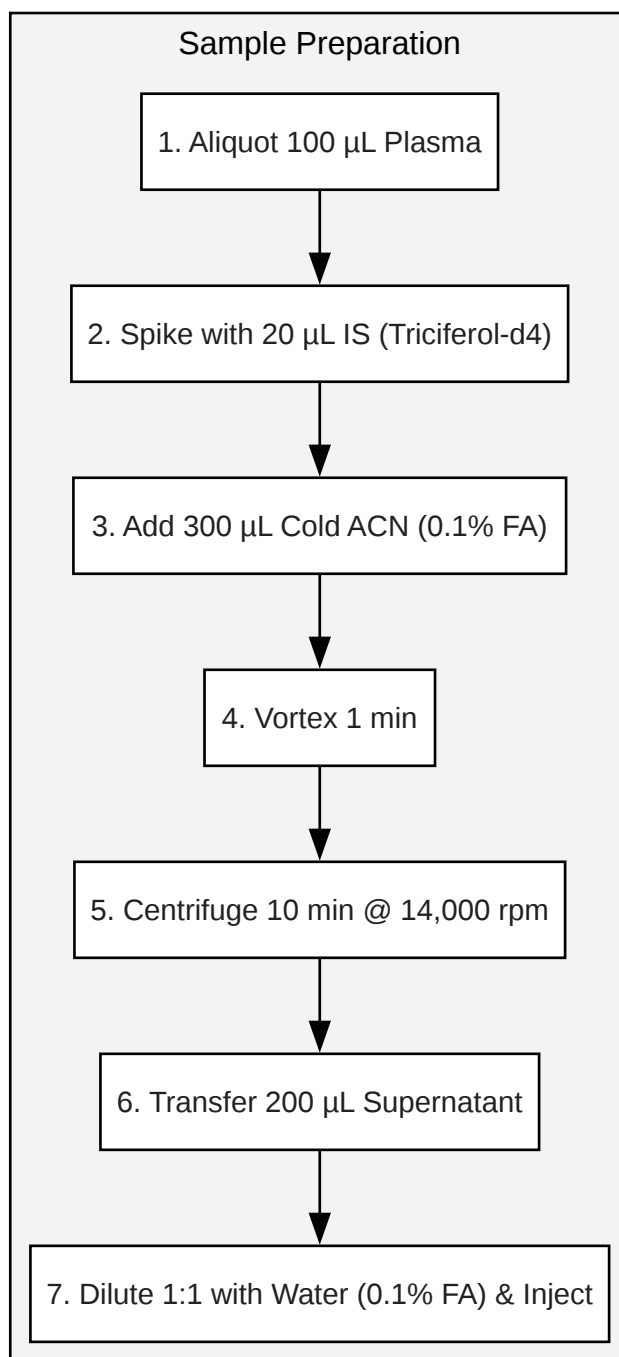 Sample Preparation
1. Aliquot 100 µL Plasma
2. Spike with 20 µL IS (Triciferol-d4)
3. Add 300 µL Cold ACN (0.1% FA)
4. Vortex 1 min
5. Centrifuge 10 min @ 14,000 rpm
6. Transfer 200 µL Supernatant
7. Dilute 1:1 with Water (0.1% FA) & Inject